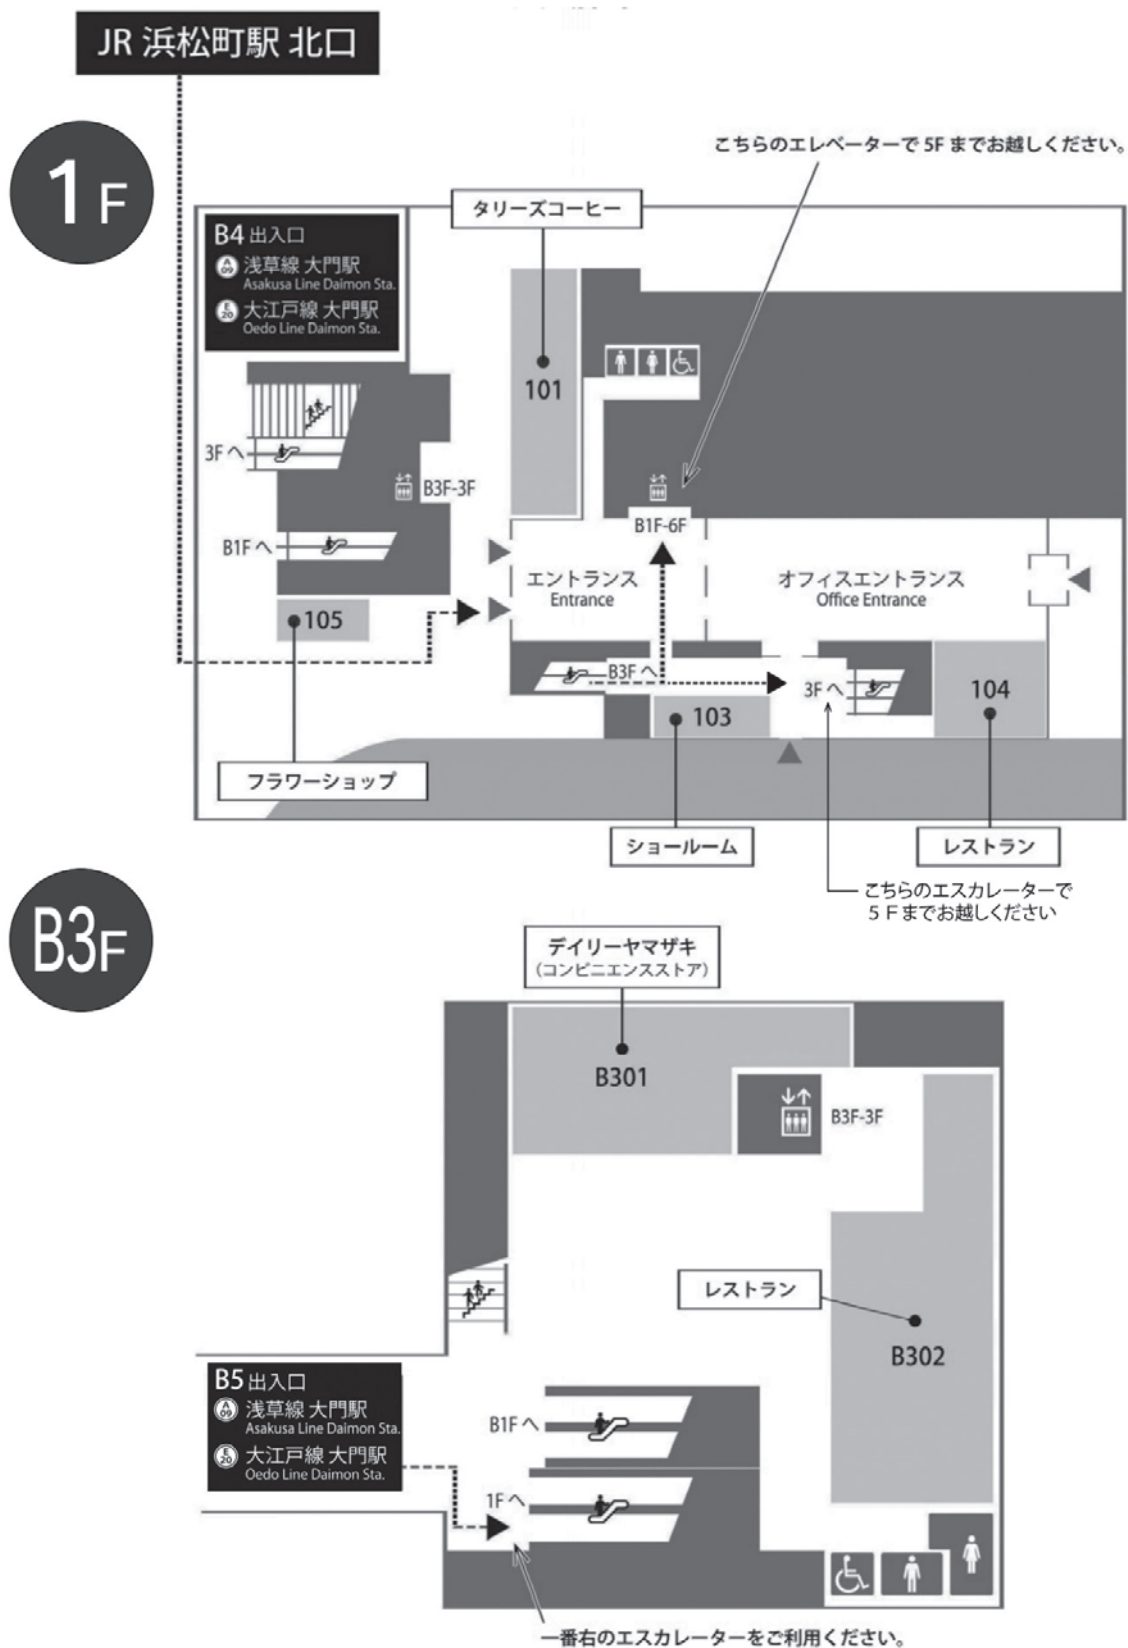 JR 浜松町駅 北口
1F
こちらのエレベーターで 5F までお越しください。
タリーズコーヒー
B4 出入口
A 09 浅草線 大門駅
Asakusa Line Daimon Sta.
E 20 大江戸線 大門駅
Oedo Line Daimon Sta.
101
3F へ
B3F-3F
B1F-6F
B1F へ
エントランス
Entrance
オフィスエントランス
Office Entrance
105
B3F へ
3F へ
104
103
フラワーショップ
ショールーム
レストラン
こちらのエスカレーターで
5 F までお越しください
B3F
デイリーヤマザキ
（コンビニエンスストア）
B301
B3F-3F
レストラン
B302
B5 出入口
A 09 浅草線 大門駅
Asakusa Line Daimon Sta.
E 20 大江戸線 大門駅
Oedo Line Daimon Sta.
B1F へ
1F へ
一番右のエスカレーターをご利用ください。